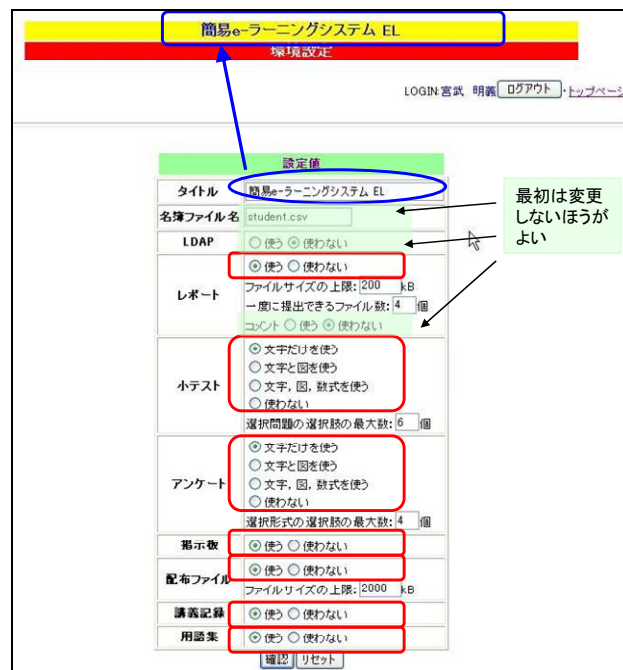 簡易e-ラーニングシステム EL
環境設定
LOGIN:宮武 明義 ログアウト ・トップページ
設定値
タイトル 簡易e-ラーニングシステム EL
名簿ファイル名 student.csv
LDAP 使う 使わない
レポート
使う 使わない
ファイルサイズの上限: 200 kB
一度に提出できるファイル数: 4 個
コメント 使う 使わない
最初は変更
しないほうが
よい
小テスト
文字だけを使う
文字と図を使う
文字, 図, 数式を使う
使わない
選択問題の選択肢の最大数: 6 個
アンケート
文字だけを使う
文字と図を使う
文字, 図, 数式を使う
使わない
選択形式の選択肢の最大数: 4 個
掲示板 使う 使わない
配布ファイル
使う 使わない
ファイルサイズの上限: 2000 kB
講義記録 使う 使わない
用語集 使う 使わない
確認 リセット